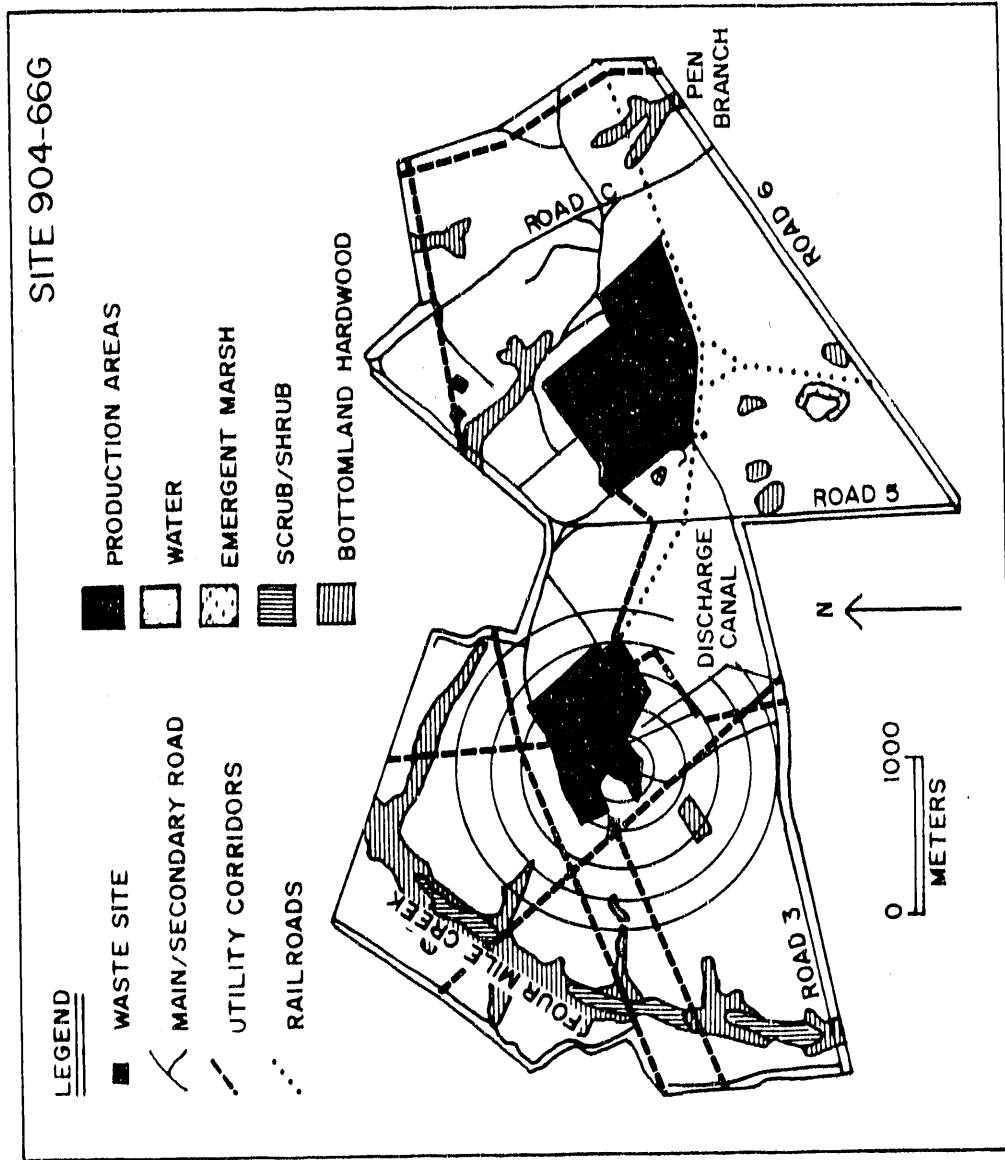 SITE 904-66G
LEGEND
WASTE SITE
MAIN/SECONDARY ROAD
UTILITY CORRIDORS
RAILROADS
PRODUCTION AREAS
WATER
EMERGENT MARSH
SCRUB/SHRUB
BOTTOMLAND HARDWOOD
FOUR MILE CREEK
ROAD C
PEN
BRANCH
ROAD 6
ROAD 5
DISCHARGE
CANAL
ROAD 3
N
0 1000
METERS